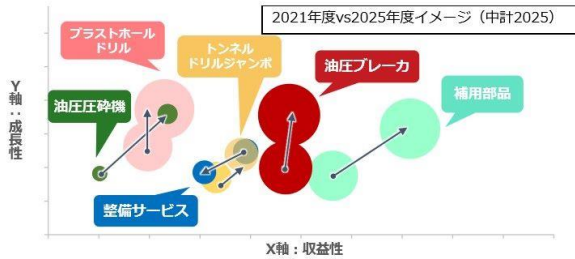 2021年度vs2025年度イメージ（中計2025）
ブラストホール
ドリル
トンネル
ドリルジャンボ
油圧ブレーカ
補用部品
油圧圧砕機
整備サービス
Y軸：成長性
X軸：収益性